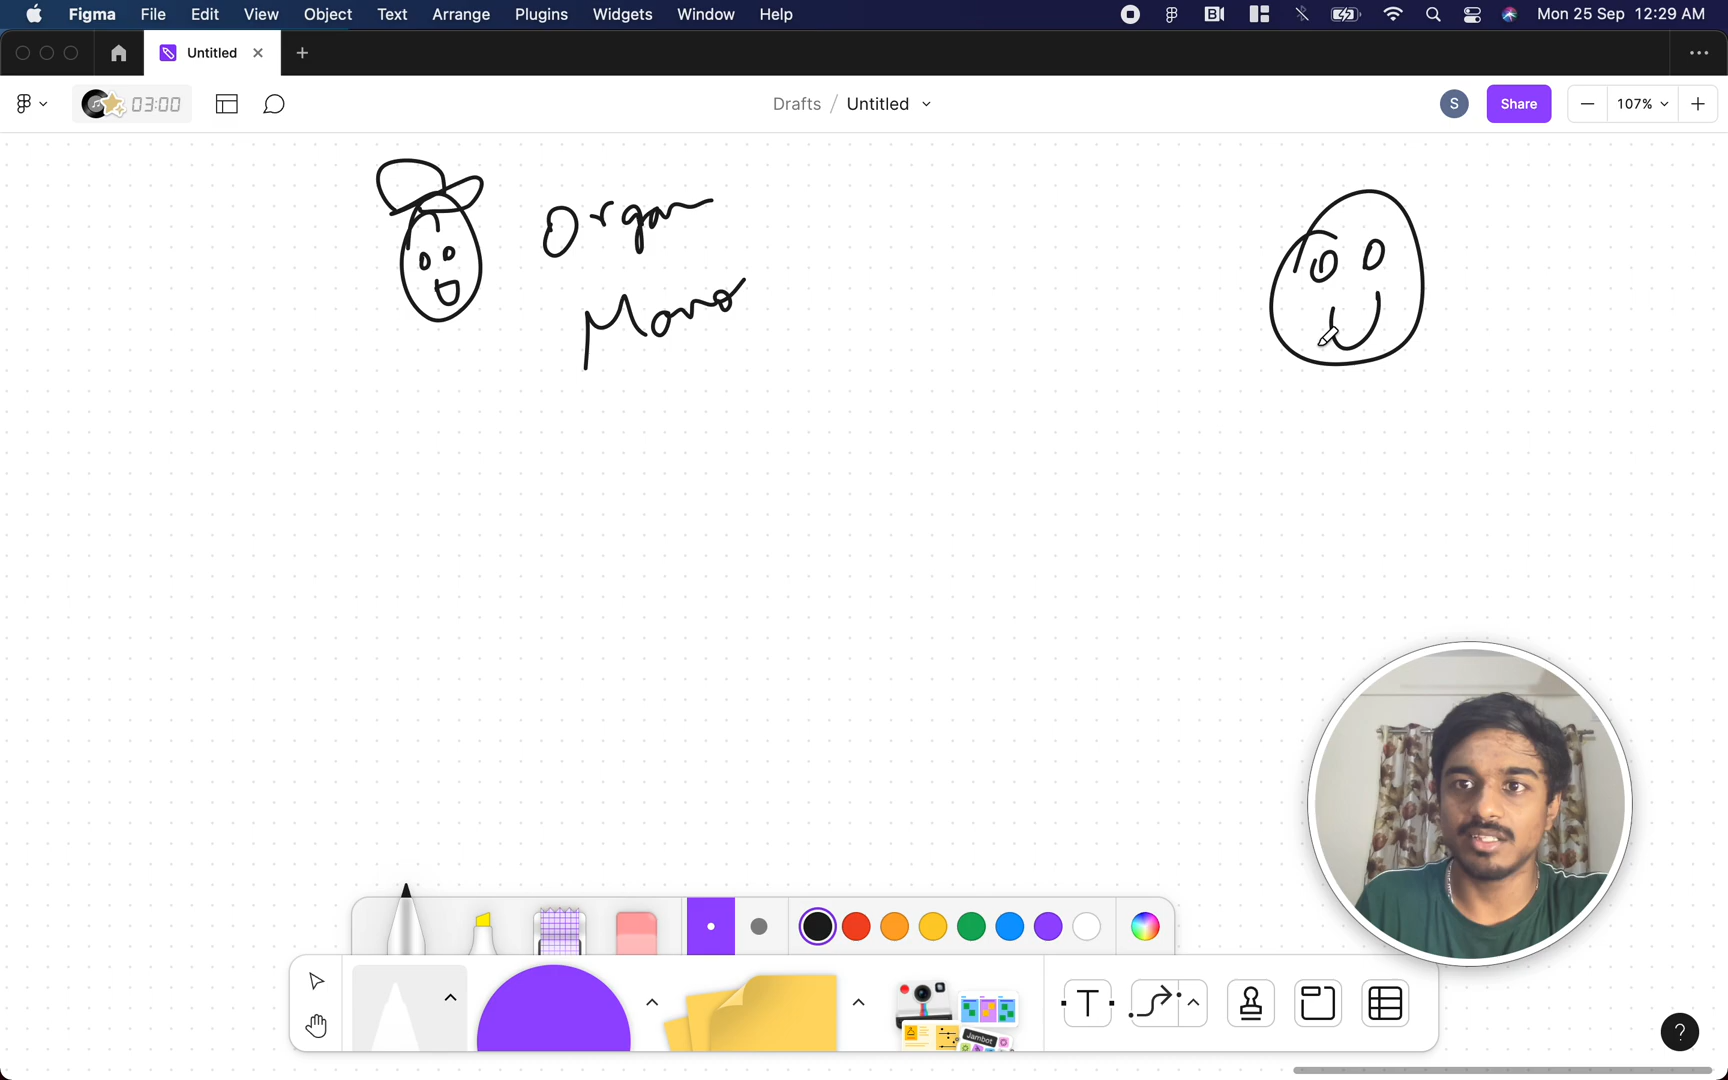 Figma File Edit View Object Text Arrange Plugins Widgets Window Help Mon 25 Sep 12:29 AM
Untitled
03:00 Drafts / Untitled S Share 107%
Organ
Mono
T
Jambot
?